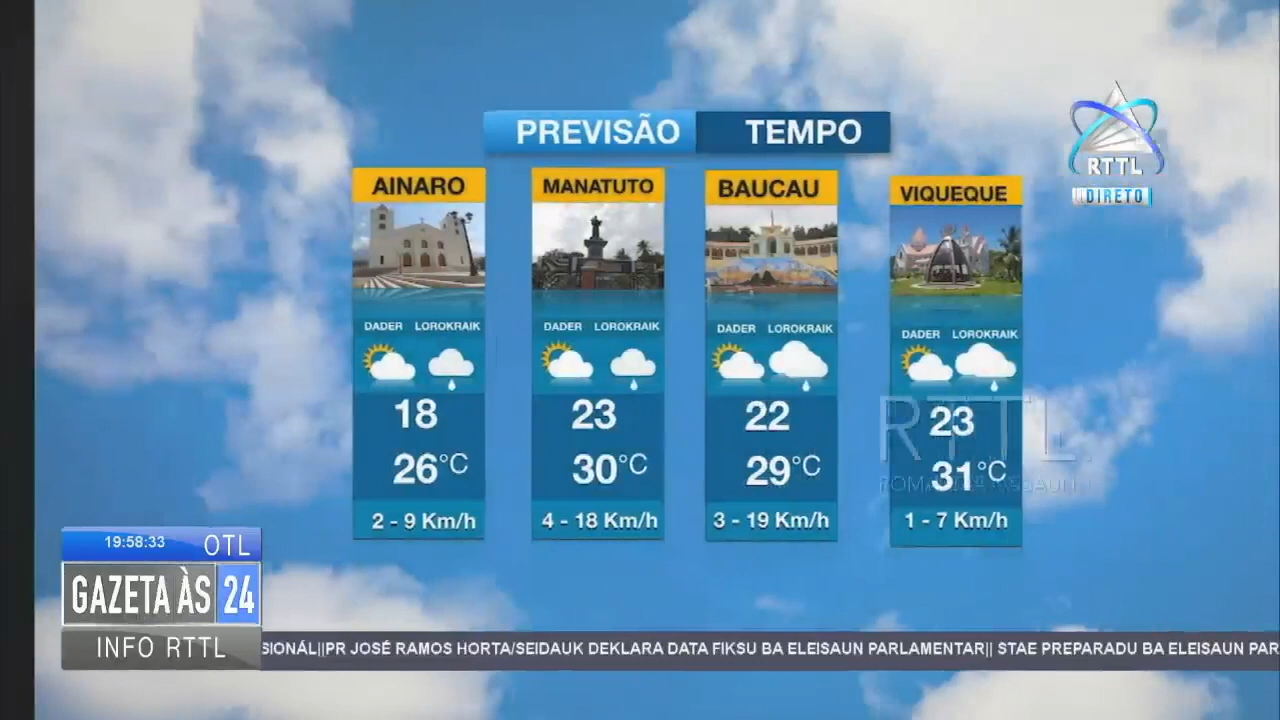 PREVISÃO TEMPO
RTTL
DIRETO
AINARO
DADER LOROKRAIK
18
26°C
2 - 9 Km/h
MANATUTO
DADER LOROKRAIK
23
30°C
4 - 18 Km/h
BAUCAU
DADER LOROKRAIK
22
29°C
3 - 19 Km/h
VIQUEQUE
DADER LOROKRAIK
23
31°C
1 - 7 Km/h
RTTL
19:58:33 OTL
GAZETA ÀS 24
INFO RTTL
SIONÁL||PR JOSÉ RAMOS HORTA/SEIDAUK DEKLARA DATA FIKSU BA ELEISAUN PARLAMENTAR|| STAE PREPARADU BA ELEISAUN PAR